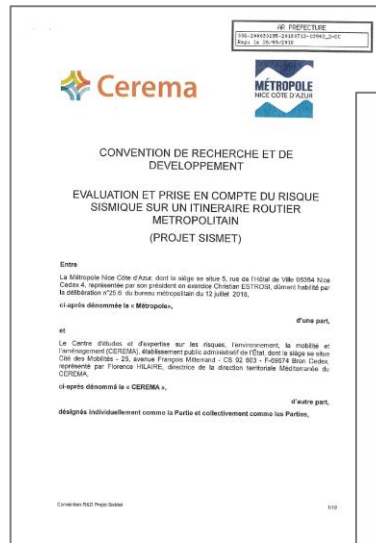 AR PREFECTURE
Cerema
MÉTROPOLE
NICE CÔTE D'AZUR
CONVENTION DE RECHERCHE ET DE
DEVELOPPEMENT
EVALUATION ET PRISE EN COMPTE DU RISQUE
SISMIQUE SUR UN ITINERAIRE ROUTIER
METROPOLITAIN
(PROJET SISMET)
Entre
La Métropole Nice Côte d'Azur, dont le siège se situe 5, rue de l'Hôtel de Ville 06364 Nice
Cedex 4, représentée par son président en exercice Christian ESTROSI, dûment habilité par
la délibération n°25.6 du bureau métropolitain du 12 juillet 2018,
ci-après dénommée la « Métropole»,
d'une part,
et
Le Centre d'études et d'expertise sur les risques, l'environnement, la mobilité et
l'aménagement (CEREMA), établissement public administratif de l'État, dont le siège se situe
Cité des Mobilités - 25, avenue François Mitterrand - CS 92 803 - F-69674 Bron Cedex,
représenté par Florence HILAIRE, directrice de la direction territoriale Méditerranée du
CEREMA,
ci-après dénommé le « CEREMA »,
d'autre part,
désignés individuellement comme la Partie et collectivement comme les Parties,
Convention R&D Projet Sismet
1/10